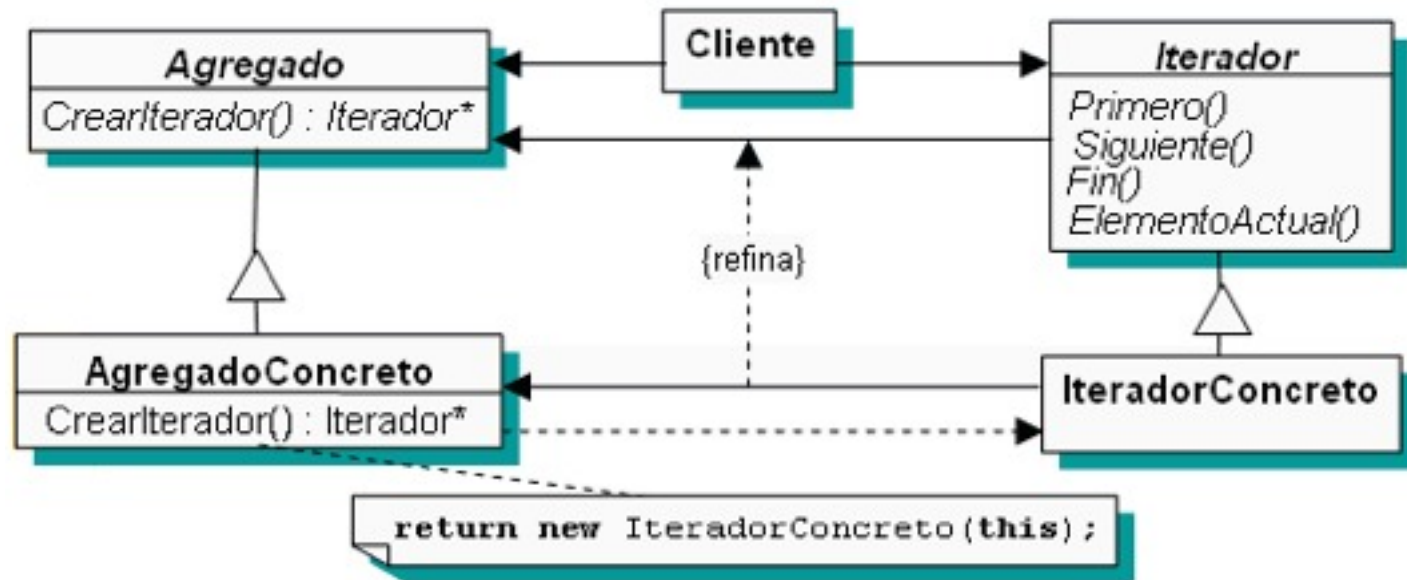 Agregado
CrearIterador() : Iterador*
Cliente
Iterador
Primero()
Siguiente()
Fin()
ElementoActual()
{refina}
AgregadoConcreto
CrearIterador() : Iterador*
IteradorConcreto
return new IteradorConcreto(this);